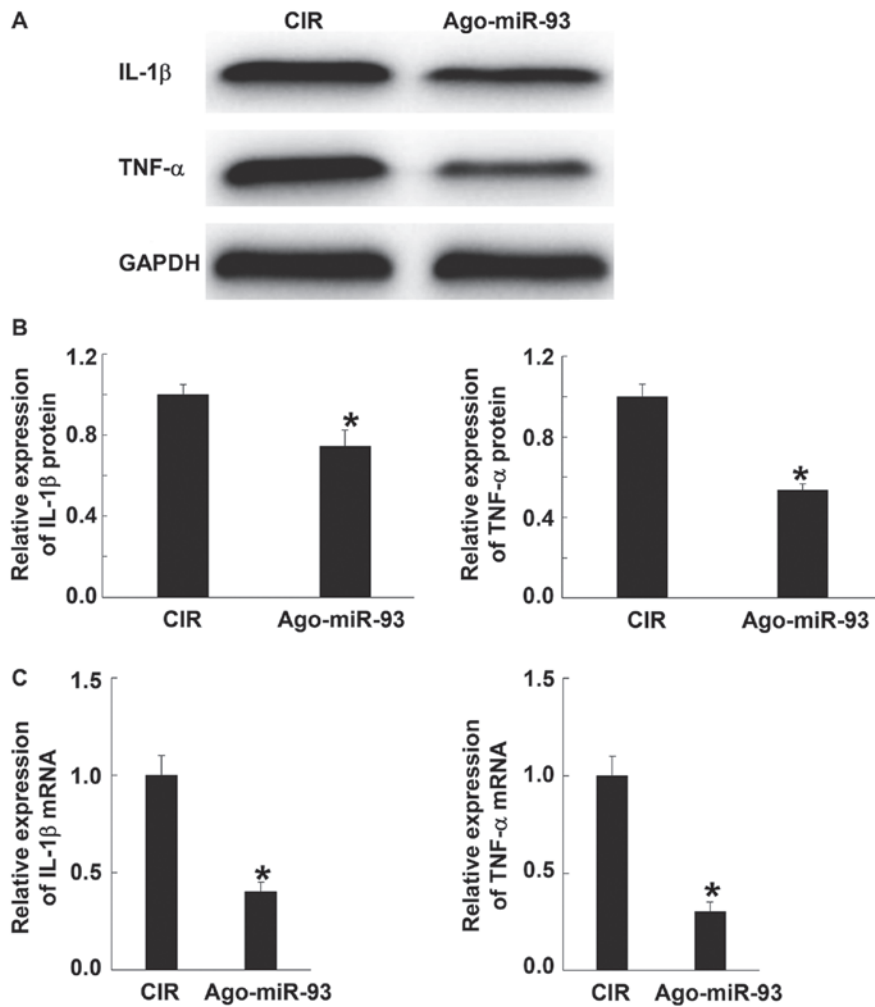 A
CIR Ago-miR-93
IL-1β
TNF-α
GAPDH
B
Relative expression
of IL-1β protein
1.2
0.8
0.4
0.0
*
CIR Ago-miR-93
Relative expression
of TNF-α protein
1.2
0.8
0.4
0.0
*
CIR Ago-miR-93
C
Relative expression
of IL-1β mRNA
1.5
1.0
0.5
0.0
*
CIR Ago-miR-93
Relative expression
of TNF-α mRNA
1.5
1.0
0.5
0.0
*
CIR Ago-miR-93